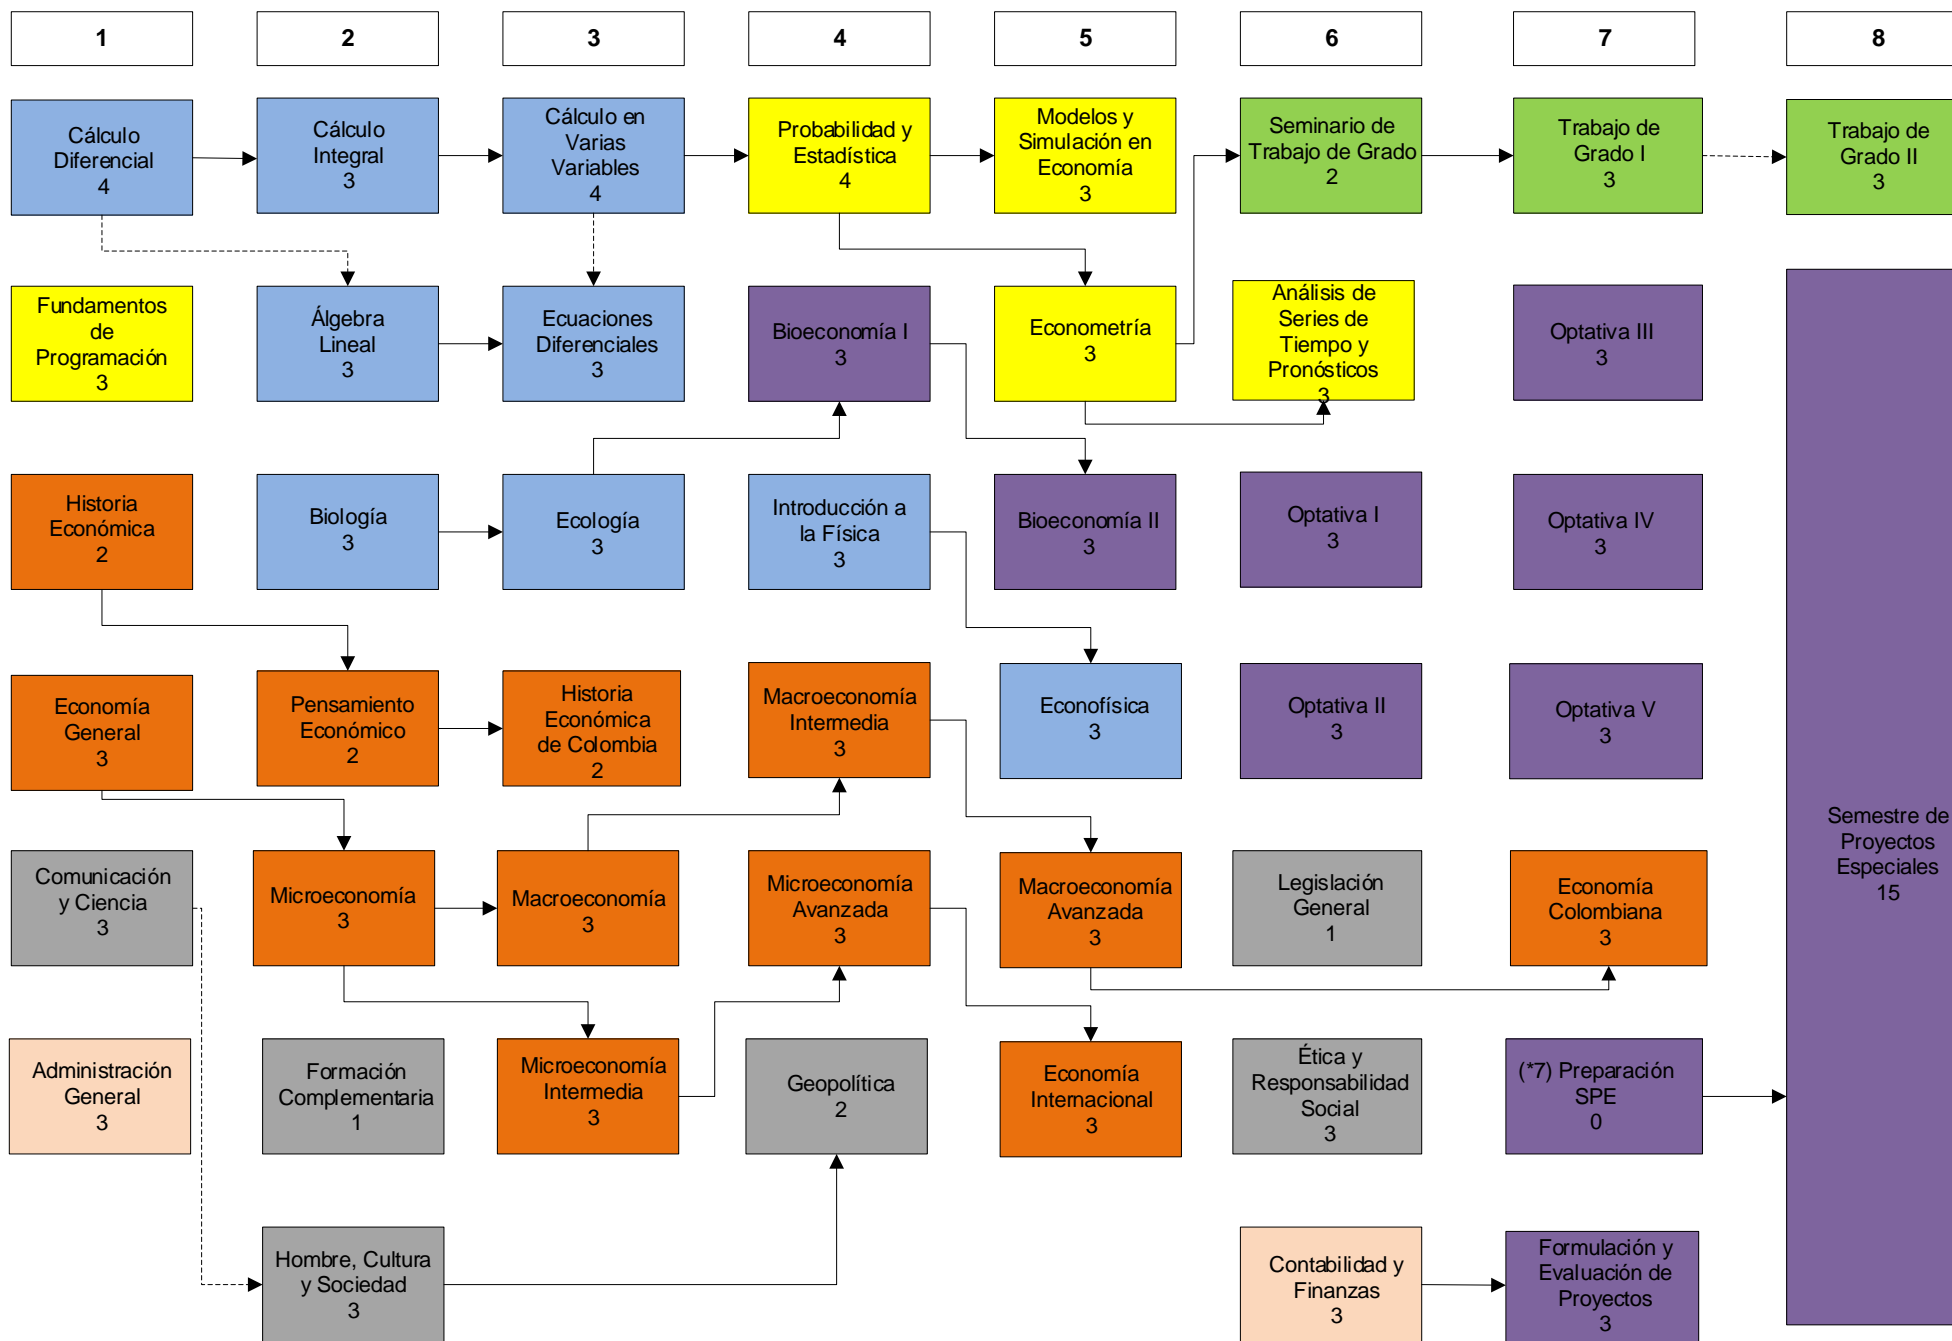 1
2
3
4
5
6
7
8
Cálculo
Diferencial
4
Cálculo
Integral
3
Cálculo en
Varias
Variables
4
Probabilidad y
Estadística
4
Modelos y
Simulación en
Economía
3
Seminario de
Trabajo de Grado
2
Trabajo de
Grado I
3
Trabajo de
Grado II
3
Fundamentos
de
Programación
3
Álgebra
Lineal
3
Ecuaciones
Diferenciales
3
Bioeconomía I
3
Econometría
3
Análisis de
Series de
Tiempo y
Pronósticos
3
Optativa III
3
Historia
Económica
2
Biología
3
Ecología
3
Introducción a
la Física
3
Bioeconomía II
3
Optativa I
3
Optativa IV
3
Economía
General
3
Pensamiento
Económico
2
Historia
Económica
de Colombia
2
Macroeconomía
Intermedia
3
Econofísica
3
Optativa II
3
Optativa V
3
Semestre de
Proyectos
Especiales
15
Comunicación
y Ciencia
3
Microeconomía
3
Macroeconomía
3
Microeconomía
Avanzada
3
Macroeconomía
Avanzada
3
Legislación
General
1
Economía
Colombiana
3
Administración
General
3
Formación
Complementaria
1
Microeconomía
Intermedia
3
Geopolítica
2
Economía
Internacional
3
Ética y
Responsabilidad
Social
3
(*7) Preparación
SPE
0
Hombre, Cultura
y Sociedad
3
Contabilidad y
Finanzas
3
Formulación y
Evaluación de
Proyectos
3